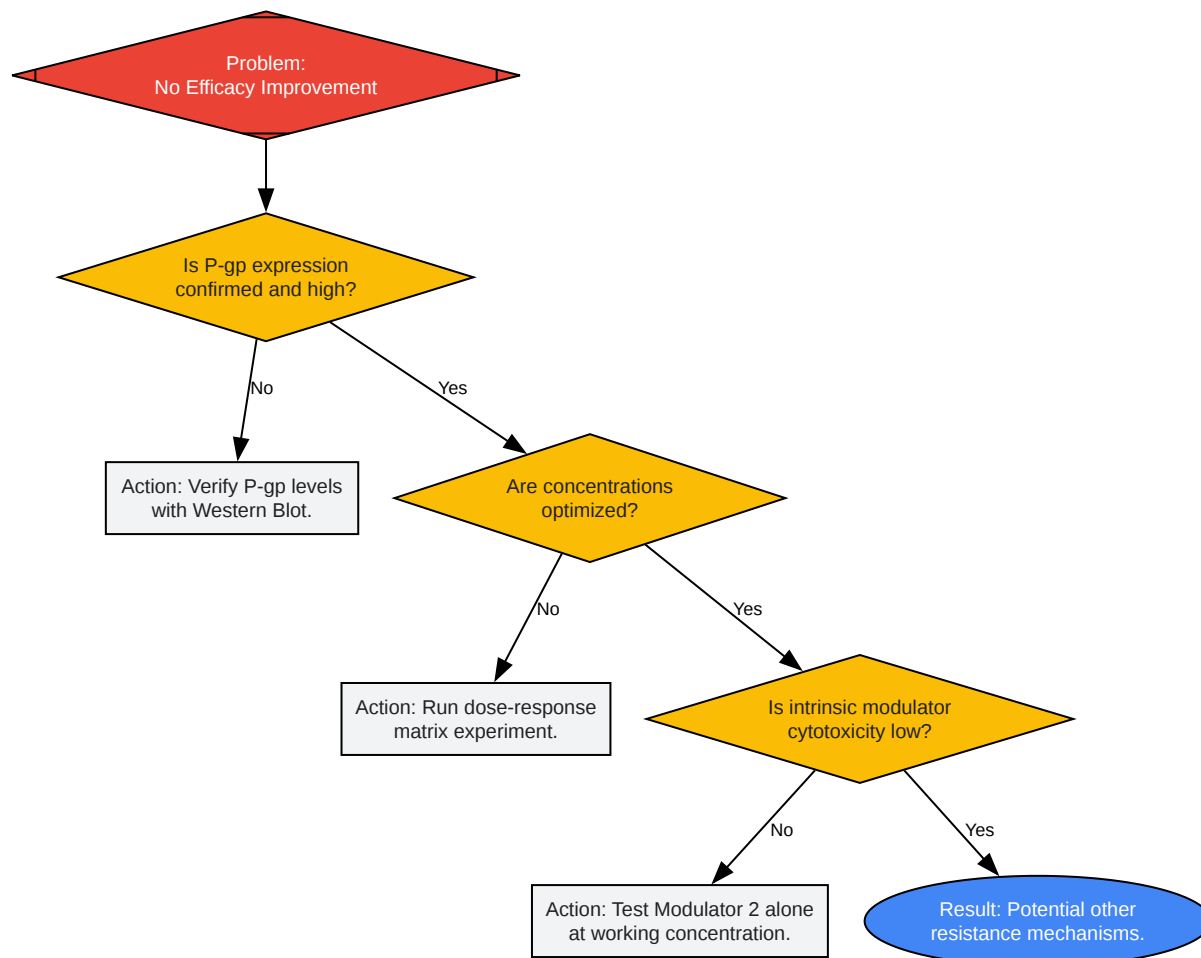 Problem:
No Efficacy Improvement
Is P-gp expression
confirmed and high?
No
Yes
Action: Verify P-gp levels
with Western Blot.
Are concentrations
optimized?
No
Yes
Action: Run dose-response
matrix experiment.
Is intrinsic modulator
cytotoxicity low?
No
Yes
Action: Test Modulator 2 alone
at working concentration.
Result: Potential other
resistance mechanisms.